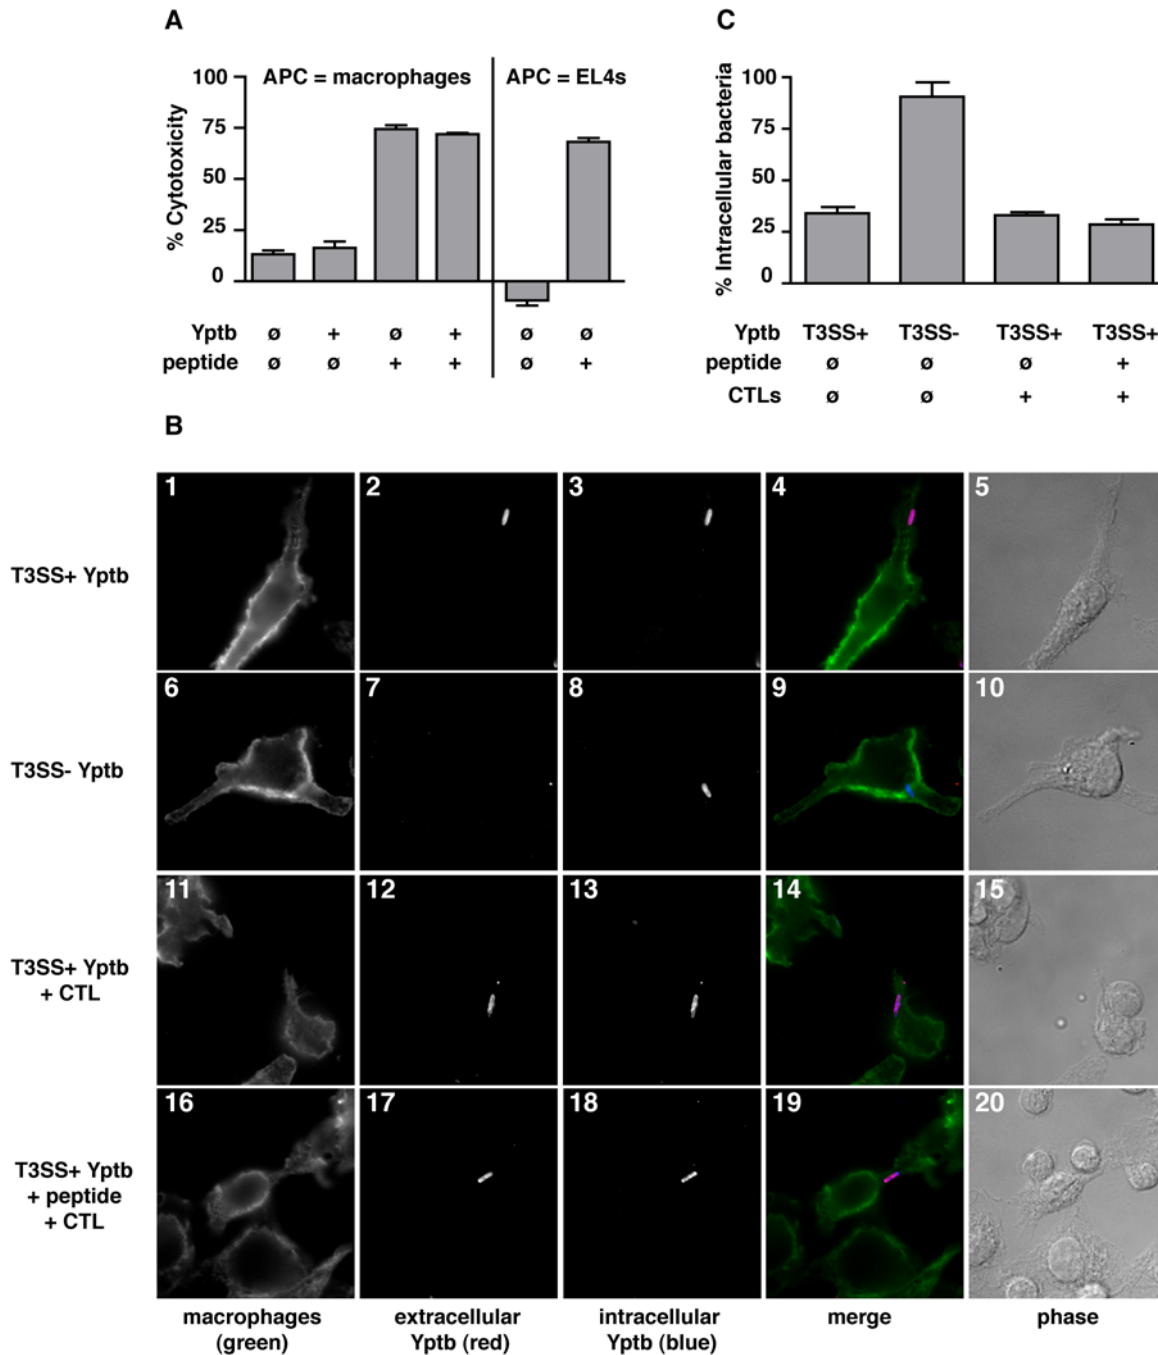 A
APC = macrophages
APC = EL4s
% Cytotoxicity
100
75
50
25
0
Yptb ø + ø + ø ø
peptide ø ø + + ø +
C
% Intracellular bacteria
100
75
50
25
0
Yptb T3SS+ T3SS- T3SS+ T3SS+
peptide ø ø ø +
CTLs ø ø + +
B
T3SS+ Yptb
1 2 3 4 5
T3SS- Yptb
6 7 8 9 10
T3SS+ Yptb
+ CTL
11 12 13 14 15
T3SS+ Yptb
+ peptide
+ CTL
16 17 18 19 20
macrophages
(green)
extracellular
Yptb (red)
intracellular
Yptb (blue)
merge
phase